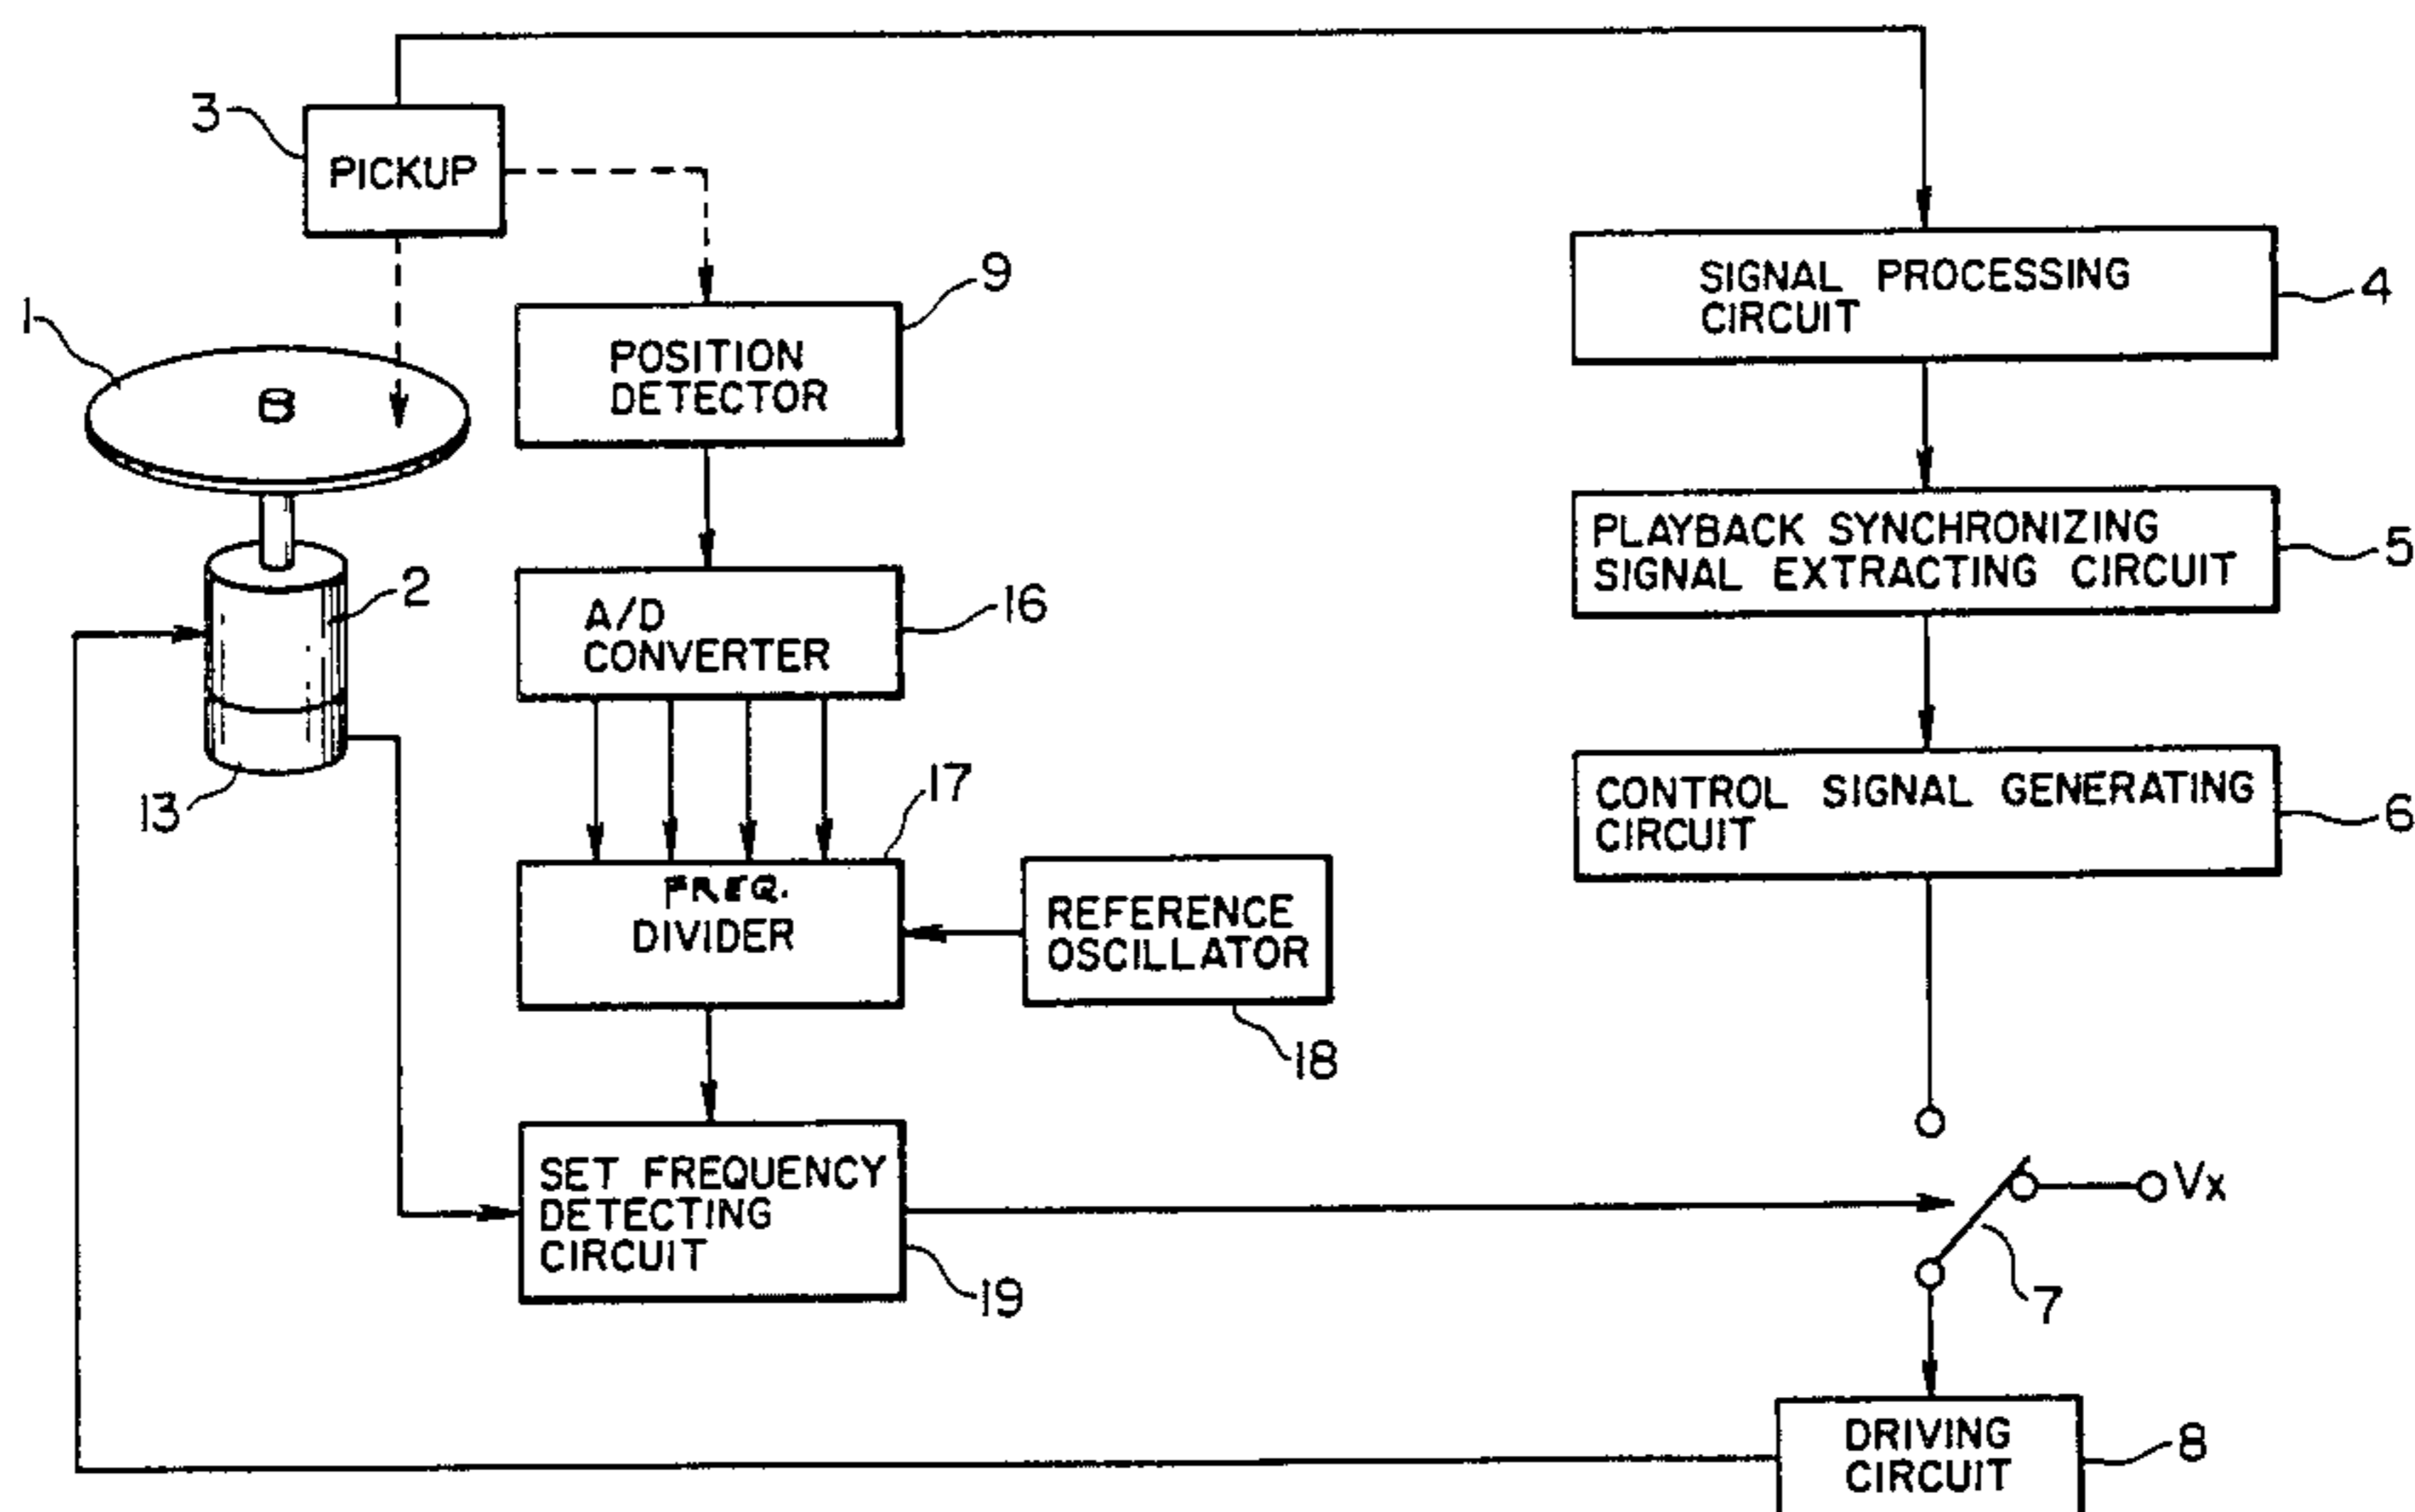 3
PICKUP
1
9
POSITION
DETECTOR
SIGNAL PROCESSING
CIRCUIT
4
2
A/D
CONVERTER
16
PLAYBACK SYNCHRONIZING
SIGNAL EXTRACTING CIRCUIT
5
13
17
FREQ.
DIVIDER
REFERENCE
OSCILLATOR
18
CONTROL SIGNAL GENERATING
CIRCUIT
6
SET FREQUENCY
DETECTING
CIRCUIT
19
Vx
7
DRIVING
CIRCUIT
8